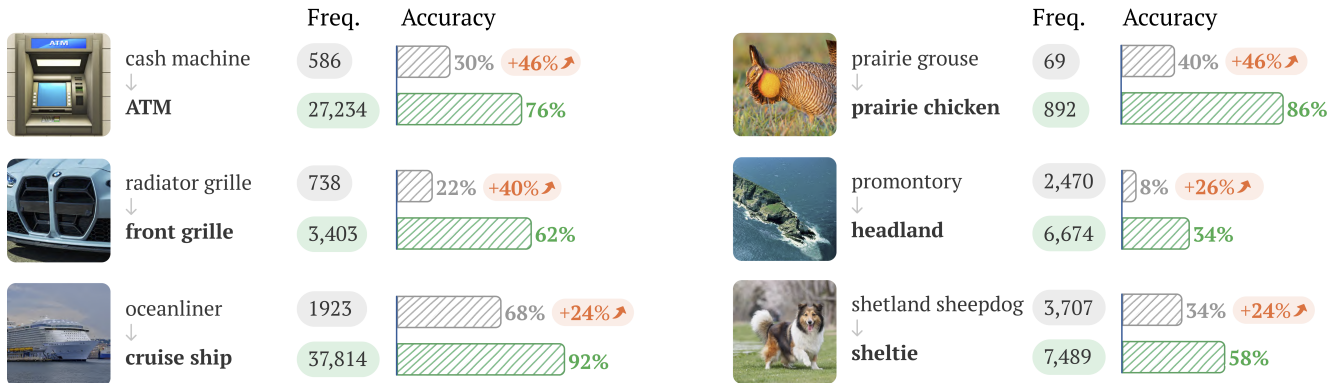 Freq. Accuracy
ATM
cash machine 586 30% +46%
↓
ATM 27,234 76%
radiator grille 738 22% +40%
↓
front grille 3,403 62%
oceanliner 1923 68% +24%
↓
cruise ship 37,814 92%
Freq. Accuracy
prairie grouse 69 40% +46%
↓
prairie chicken 892 86%
promontory 2,470 8% +26%
↓
headland 6,674 34%
shetland sheepdog 3,707 34% +24%
↓
sheltie 7,489 58%